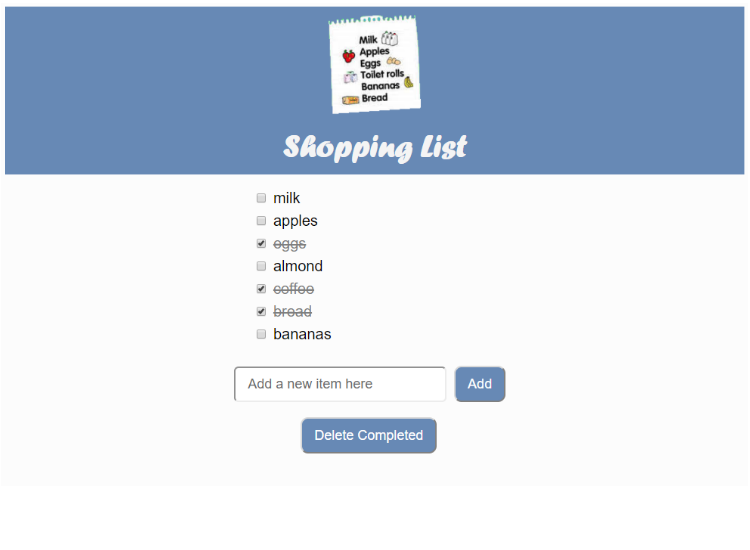 Milk
Apples
Eggs
Toilet rolls
Bananas
Bread
Shopping List
milk
apples
eggs
almond
coffee
bread
bananas
Add a new item here
Add
Delete Completed